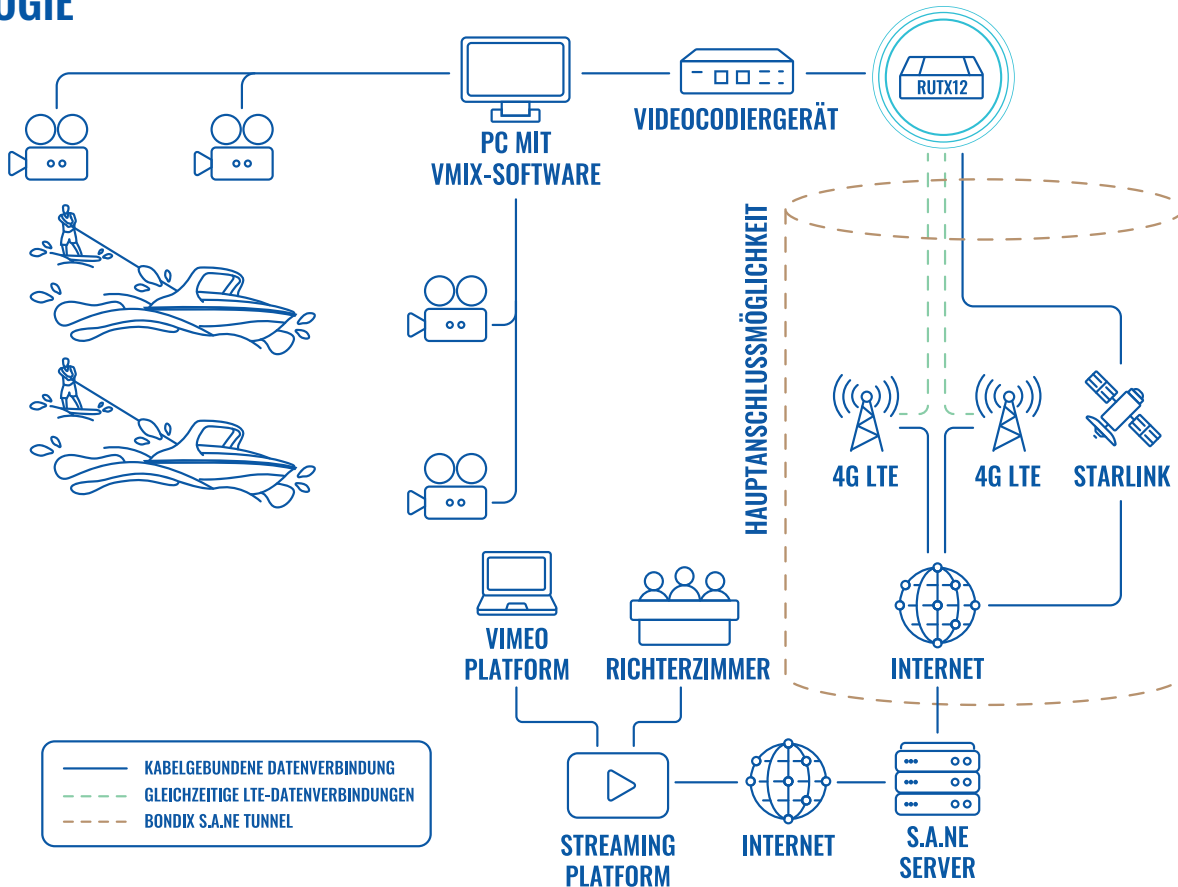 OGIE
RUTX12
VIDEOCODIERGERÄT
PC MIT
VMIX-SOFTWARE
HAUPTANSCHLUSSMÖGLICHKEIT
4G LTE
4G LTE
STARLINK
INTERNET
VIMEO
PLATFORM
RICHTERZIMMER
KABELGEBUNDENE DATENVERBINDUNG
GLEICHZEITIGE LTE-DATENVERBINDUNGEN
BONDIX S.A.NE TUNNEL
STREAMING
PLATFORM
INTERNET
S.A.NE
SERVER